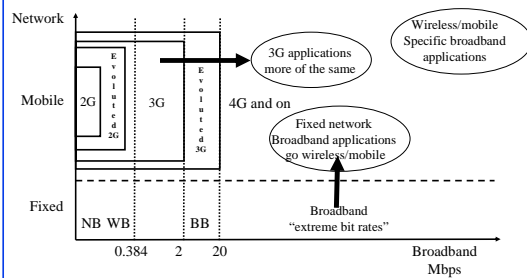 Network
Wireless/mobile
Specific broadband
applications
3G applications
more of the same
Mobile
2G
Evoluted
2G
3G
Evoluted
3G
4G and on
Fixed network
Broadband applications
go wireless/mobile
Fixed
Broadband
"extreme bit rates"
NB WB
BB
0.384
2
20
Broadband
Mbps